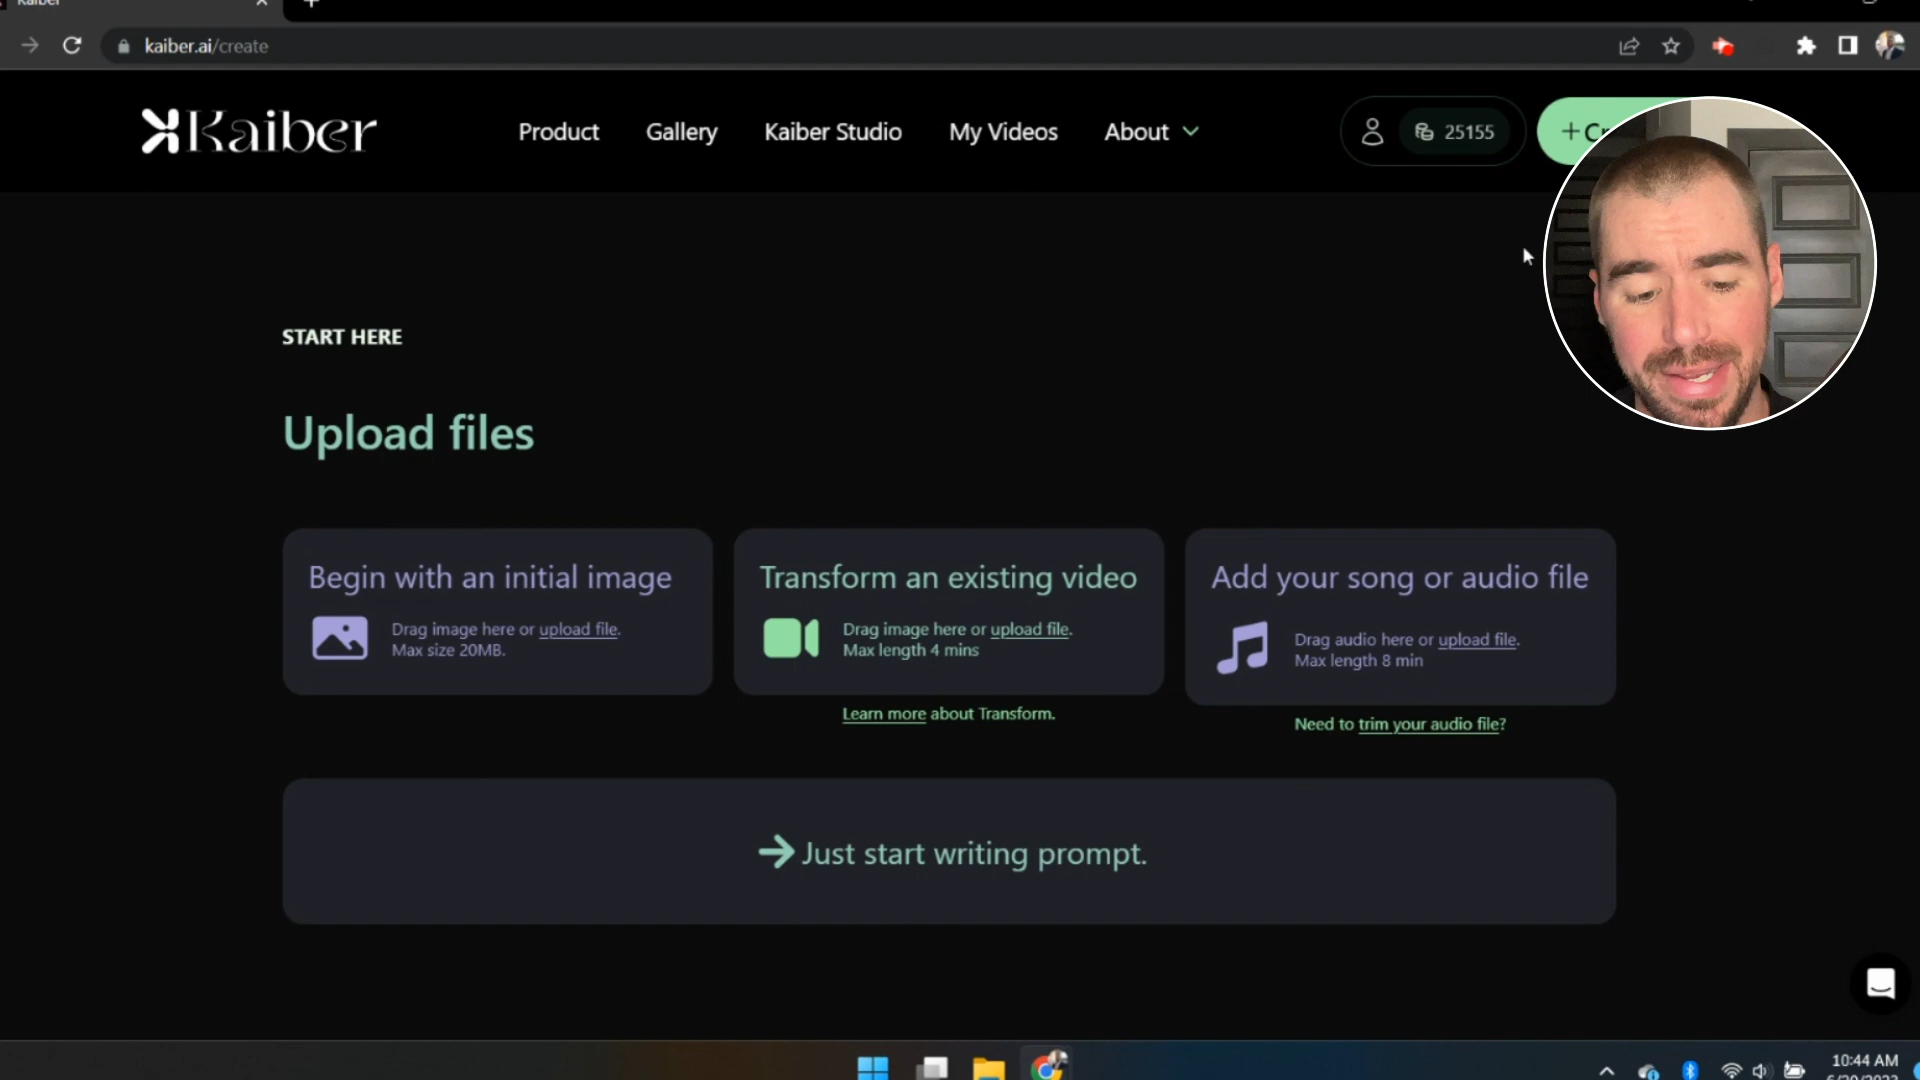 Kaiber
kaiber.ai/create
Kaiber
Product
Gallery
Kaiber Studio
My Videos
About
25155
START HERE
Upload files
Begin with an initial image
Drag image here or upload file.
Max size 20MB.
Transform an existing video
Drag image here or upload file.
Max length 4 mins
Learn more about Transform.
Add your song or audio file
Drag audio here or upload file.
Max length 8 min
Need to trim your audio file?
Just start writing prompt.
10:44 AM